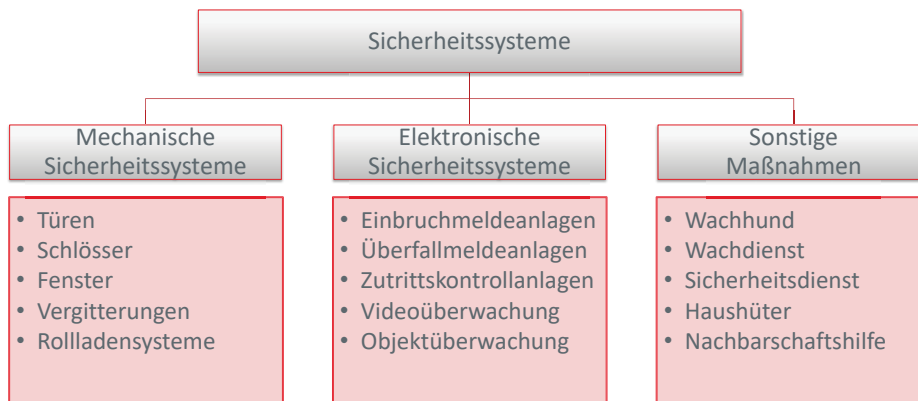 Sicherheitssysteme
Mechanische
Sicherheitssysteme
• Türen
• Schlösser
• Fenster
• Vergitterungen
• Rollladensysteme
Elektronische
Sicherheitssysteme
• Einbruchmeldeanlagen
• Überfallmeldeanlagen
• Zutrittskontrollanlagen
• Videoüberwachung
• Objektüberwachung
Sonstige
Maßnahmen
• Wachhund
• Wachdienst
• Sicherheitsdienst
• Haushüter
• Nachbarschaftshilfe